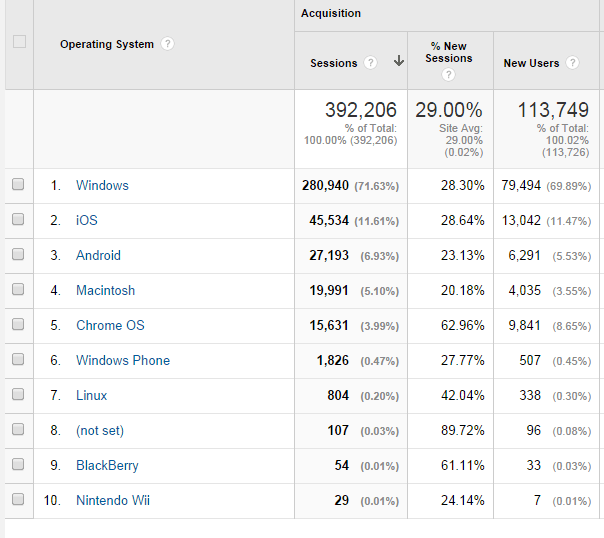 Acquisition
Operating System ? Sessions ? % New Sessions ? New Users ?
392,206 29.00% 113,749
% of Total: Site Avg: % of Total:
100.00% (392,206) 29.00% 100.02%
(0.02%) (113,726)
1. Windows 280,940 (71.63%) 28.30% 79,494 (69.89%)
2. iOS 45,534 (11.61%) 28.64% 13,042 (11.47%)
3. Android 27,193 (6.93%) 23.13% 6,291 (5.53%)
4. Macintosh 19,991 (5.10%) 20.18% 4,035 (3.55%)
5. Chrome OS 15,631 (3.99%) 62.96% 9,841 (8.65%)
6. Windows Phone 1,826 (0.47%) 27.77% 507 (0.45%)
7. Linux 804 (0.20%) 42.04% 338 (0.30%)
8. (not set) 107 (0.03%) 89.72% 96 (0.08%)
9. BlackBerry 54 (0.01%) 61.11% 33 (0.03%)
10. Nintendo Wii 29 (0.01%) 24.14% 7 (0.01%)